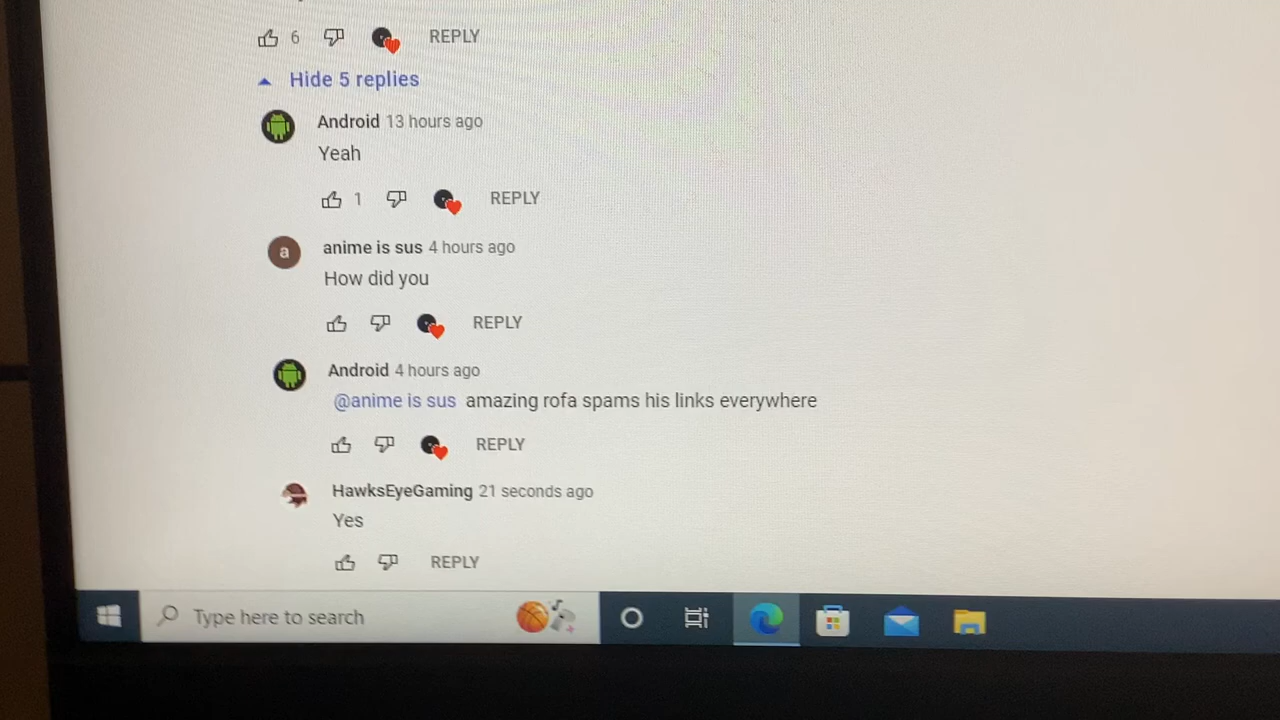 6 REPLY
Hide 5 replies
Android 13 hours ago
Yeah
1 REPLY
a
anime is sus 4 hours ago
How did you
REPLY
Android 4 hours ago
@anime is sus amazing rofa spams his links everywhere
REPLY
HawksEyeGaming 21 seconds ago
Yes
REPLY
Type here to search